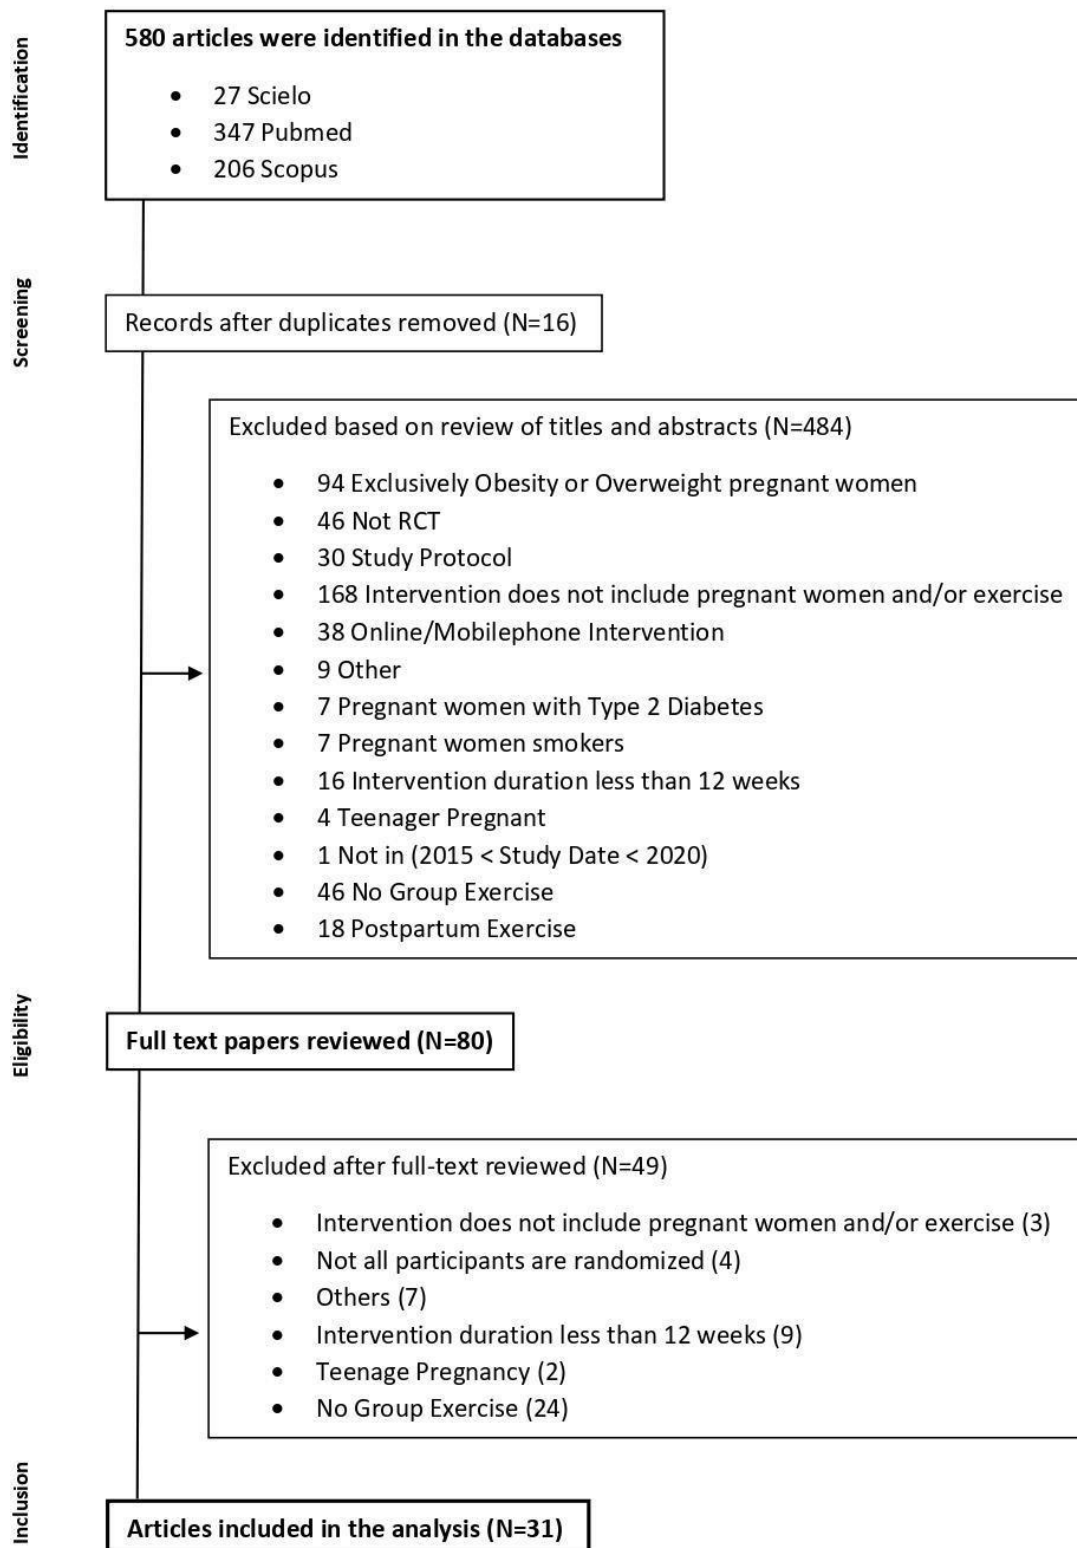 Identification
580 articles were identified in the databases
• 27 Scielo
• 347 Pubmed
• 206 Scopus
Screening
Records after duplicates removed (N=16)
Excluded based on review of titles and abstracts (N=484)
• 94 Exclusively Obesity or Overweight pregnant women
• 46 Not RCT
• 30 Study Protocol
• 168 Intervention does not include pregnant women and/or exercise
• 38 Online/Mobilephone Intervention
• 9 Other
• 7 Pregnant women with Type 2 Diabetes
• 7 Pregnant women smokers
• 16 Intervention duration less than 12 weeks
• 4 Teenager Pregnant
• 1 Not in (2015 < Study Date < 2020)
• 46 No Group Exercise
• 18 Postpartum Exercise
Eligibility
Full text papers reviewed (N=80)
Excluded after full-text reviewed (N=49)
• Intervention does not include pregnant women and/or exercise (3)
• Not all participants are randomized (4)
• Others (7)
• Intervention duration less than 12 weeks (9)
• Teenage Pregnancy (2)
• No Group Exercise (24)
Inclusion
Articles included in the analysis (N=31)